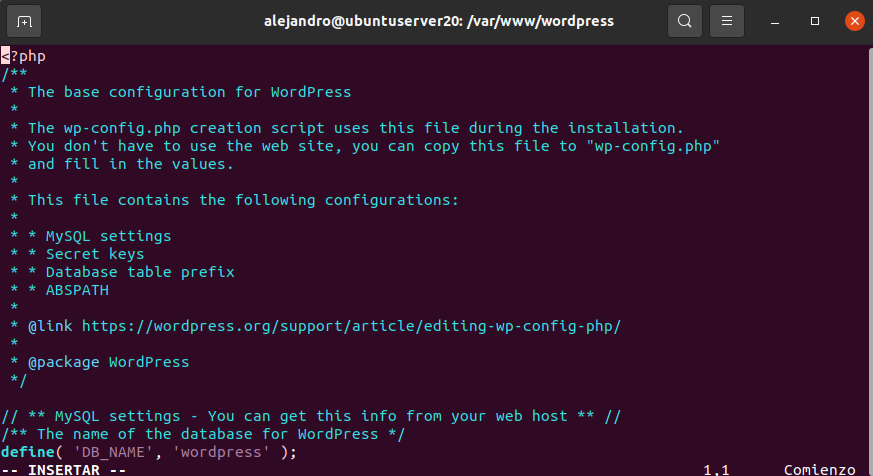 alejandro@ubuntuserver20: /var/www/wordpress
<?php
/**
 * The base configuration for WordPress
 *
 * The wp-config.php creation script uses this file during the installation.
 * You don't have to use the web site, you can copy this file to "wp-config.php"
 * and fill in the values.
 *
 * This file contains the following configurations:
 *
 * * MySQL settings
 * * Secret keys
 * * Database table prefix
 * * ABSPATH
 *
 * @link https://wordpress.org/support/article/editing-wp-config-php/
 *
 * @package WordPress
 */

// ** MySQL settings - You can get this info from your web host ** //
/** The name of the database for WordPress */
define( 'DB_NAME', 'wordpress' );
-- INSERTAR -- 1,1 Comienzo